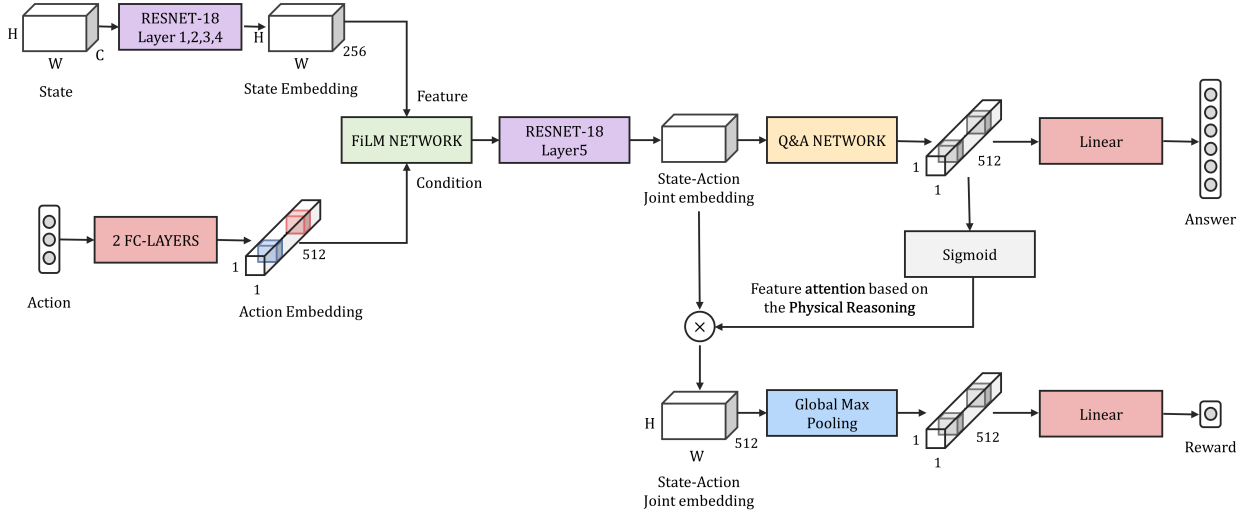 H
W
C
State
RESNET-18
Layer 1,2,3,4
H
W
256
State Embedding
Feature
FiLM NETWORK
Condition
Action
2 FC-LAYERS
1
1
512
Action Embedding
RESNET-18
Layer5
State-Action
Joint embedding
Q&A NETWORK
1
1
512
Linear
Answer
Sigmoid
Feature attention based on
the Physical Reasoning
×
H
W
512
State-Action
Joint embedding
Global Max
Pooling
1
1
512
Linear
Reward